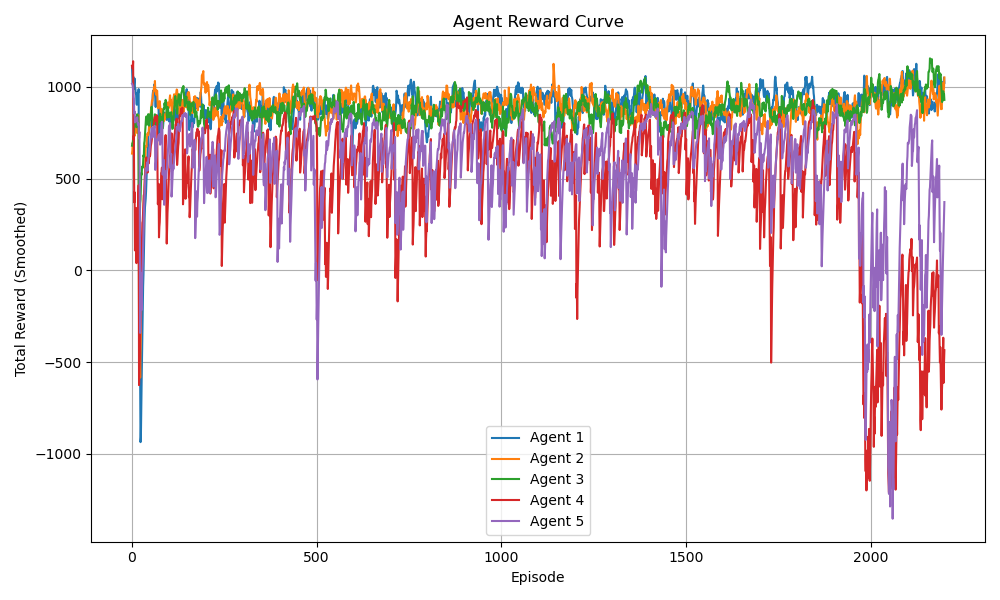 Agent Reward Curve
Total Reward (Smoothed)
1000
500
0
−500
−1000
0
500
1000
1500
2000
Episode
Agent 1
Agent 2
Agent 3
Agent 4
Agent 5